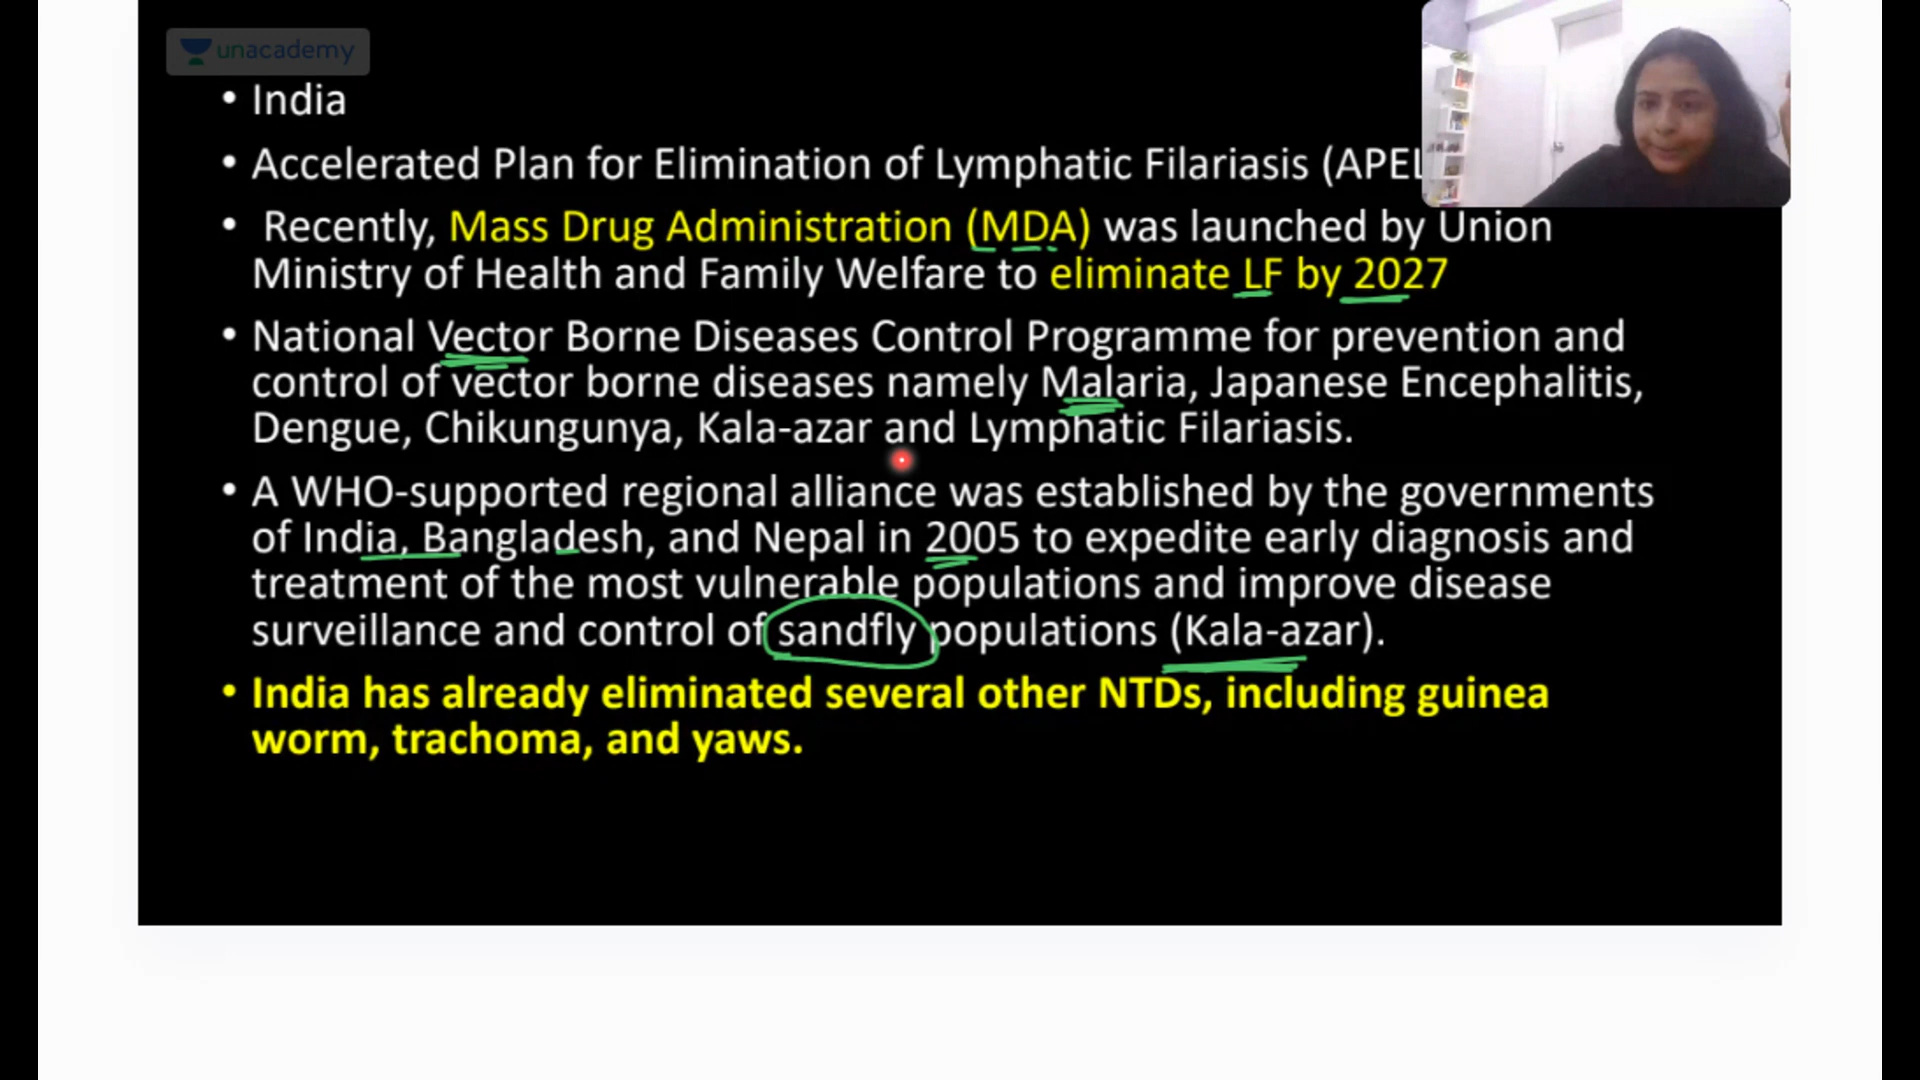 unacademy
• India
• Accelerated Plan for Elimination of Lymphatic Filariasis (APEL
• Recently, Mass Drug Administration (MDA) was launched by Union
Ministry of Health and Family Welfare to eliminate LF by 2027
• National Vector Borne Diseases Control Programme for prevention and
control of vector borne diseases namely Malaria, Japanese Encephalitis,
Dengue, Chikungunya, Kala-azar and Lymphatic Filariasis.
• A WHO-supported regional alliance was established by the governments
of India, Bangladesh, and Nepal in 2005 to expedite early diagnosis and
treatment of the most vulnerable populations and improve disease
surveillance and control of sandfly populations (Kala-azar).
• India has already eliminated several other NTDs, including guinea
worm, trachoma, and yaws.